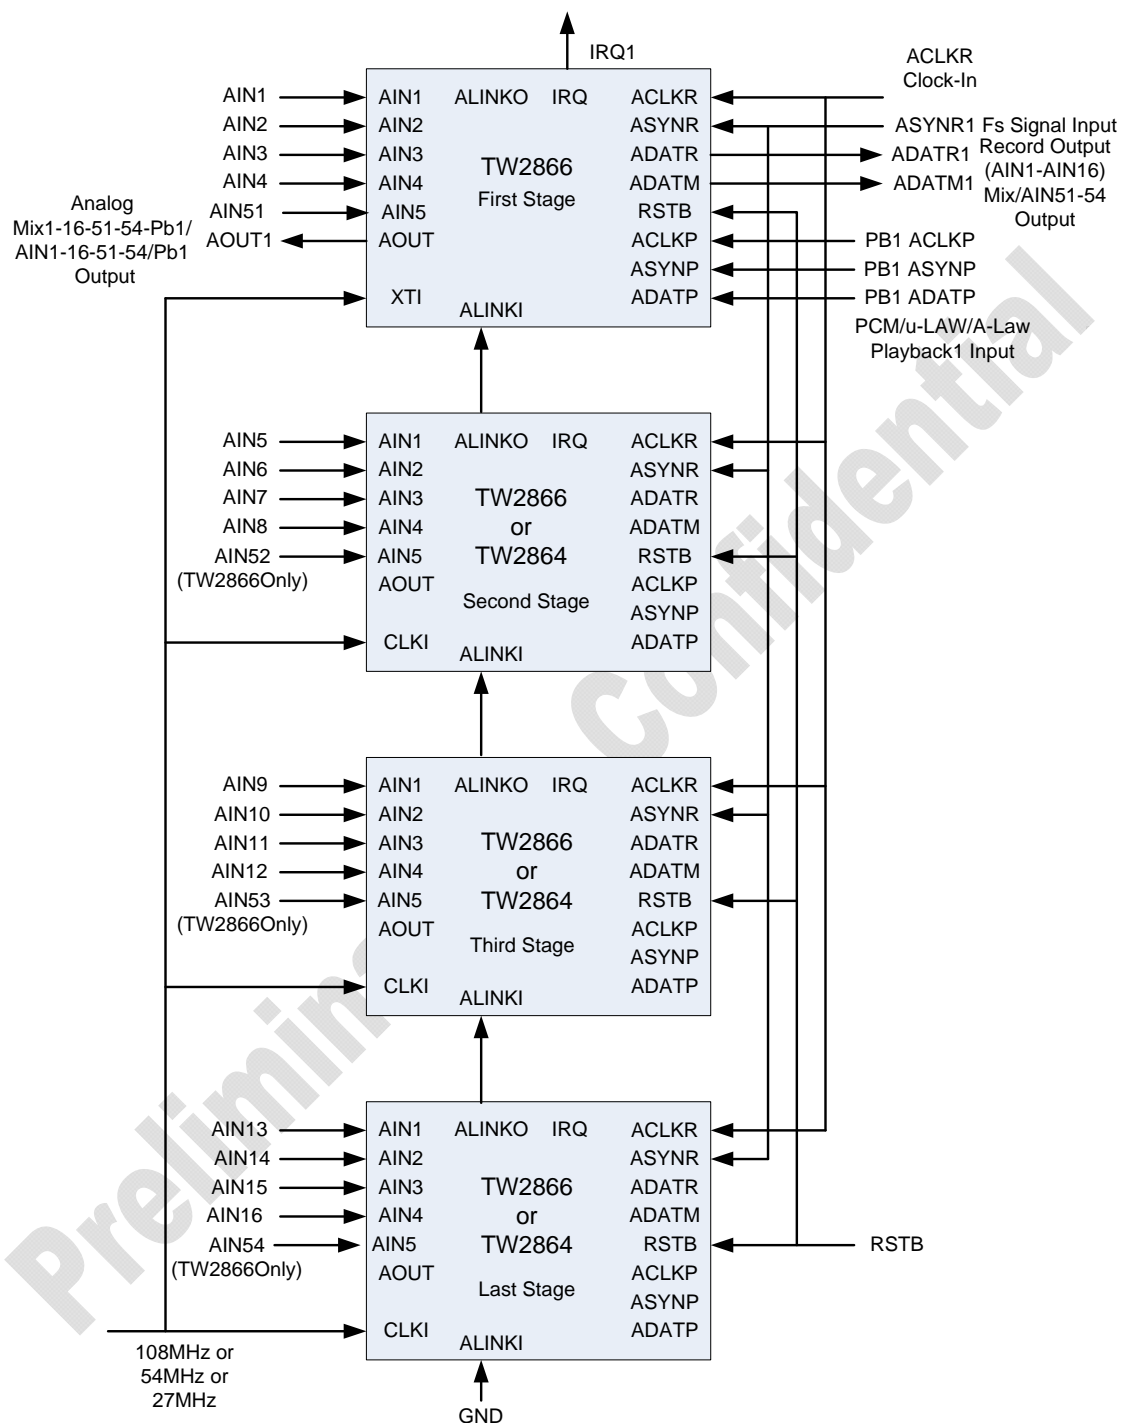 IRQ1
ACLKR
Clock-In
AIN1 AIN1 ALINKO IRQ ACLKR
AIN2 AIN2 ASYNR ASYNR1 Fs Signal Input
AIN3 AIN3 TW2866 ADATR ADATR1 Record Output
(AIN1-AIN16)
AIN4 AIN4 First Stage ADATM ADATM1 Mix/AIN51-54
Output
Analog
Mix1-16-51-54-Pb1/
AIN1-16-51-54/Pb1
Output
AIN51 AIN5 RSTB
AOUT1 AOUT ACLKP PB1 ACLKP
ASYNP PB1 ASYNP
XTI ADATP PB1 ADATP
ALINKI
PCM/u-LAW/A-Law
Playback1 Input
AIN5 AIN1 ALINKO IRQ ACLKR
AIN6 AIN2 ASYNR
AIN7 AIN3 TW2866 ADATR
AIN8 AIN4 or ADATM
AIN52 AIN5 TW2864 RSTB
(TW2866Only) AOUT ACLKP
Second Stage ASYNP
CLKI ADATP
ALINKI
AIN9 AIN1 ALINKO IRQ ACLKR
AIN10 AIN2 ASYNR
AIN11 AIN3 TW2866 ADATR
AIN12 AIN4 or ADATM
AIN53 AIN5 TW2864 RSTB
(TW2866Only) AOUT ACLKP
Third Stage ASYNP
CLKI ADATP
ALINKI
AIN13 AIN1 ALINKO IRQ ACLKR
AIN14 AIN2 ASYNR
AIN15 AIN3 TW2866 ADATR
AIN16 AIN4 or ADATM
AIN54 AIN5 TW2864 RSTB RSTB
(TW2866Only) AOUT ACLKP
Last Stage ASYNP
CLKI ADATP
ALINKI
108MHz or
54MHz or
27MHz
GND
Confidential